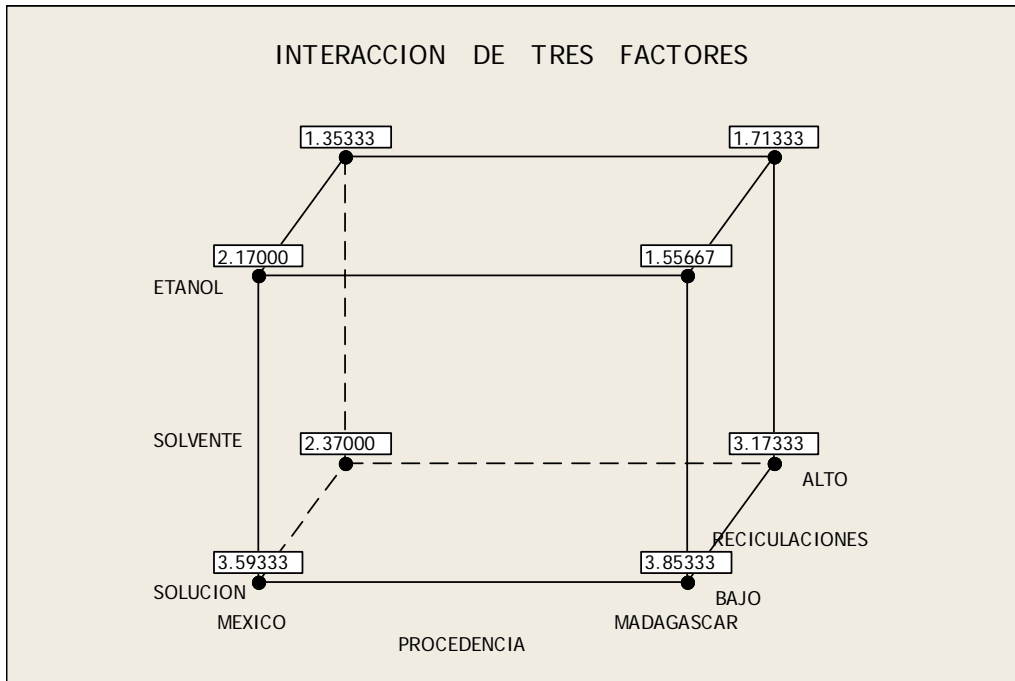 INTERACCION DE TRES FACTORES
1.35333
1.71333
2.17000
1.55667
ETANOL
SOLVENTE
2.37000
3.17333
ALTO
RECICULACIONES
3.59333
3.85333
SOLUCION
BAJO
MEXICO
MADAGASCAR
PROCEDENCIA